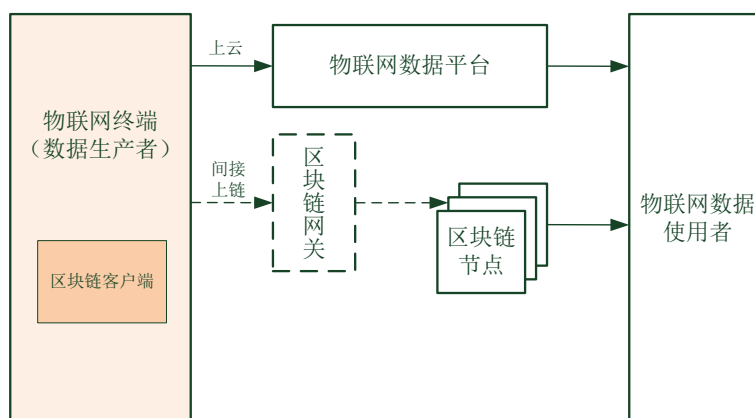 上云
物联网数据平台
物联网终端
（数据生产者）
间接
上链
区
块
链
网
关
区块链
节点
物联网数据
使用者
区块链客户端